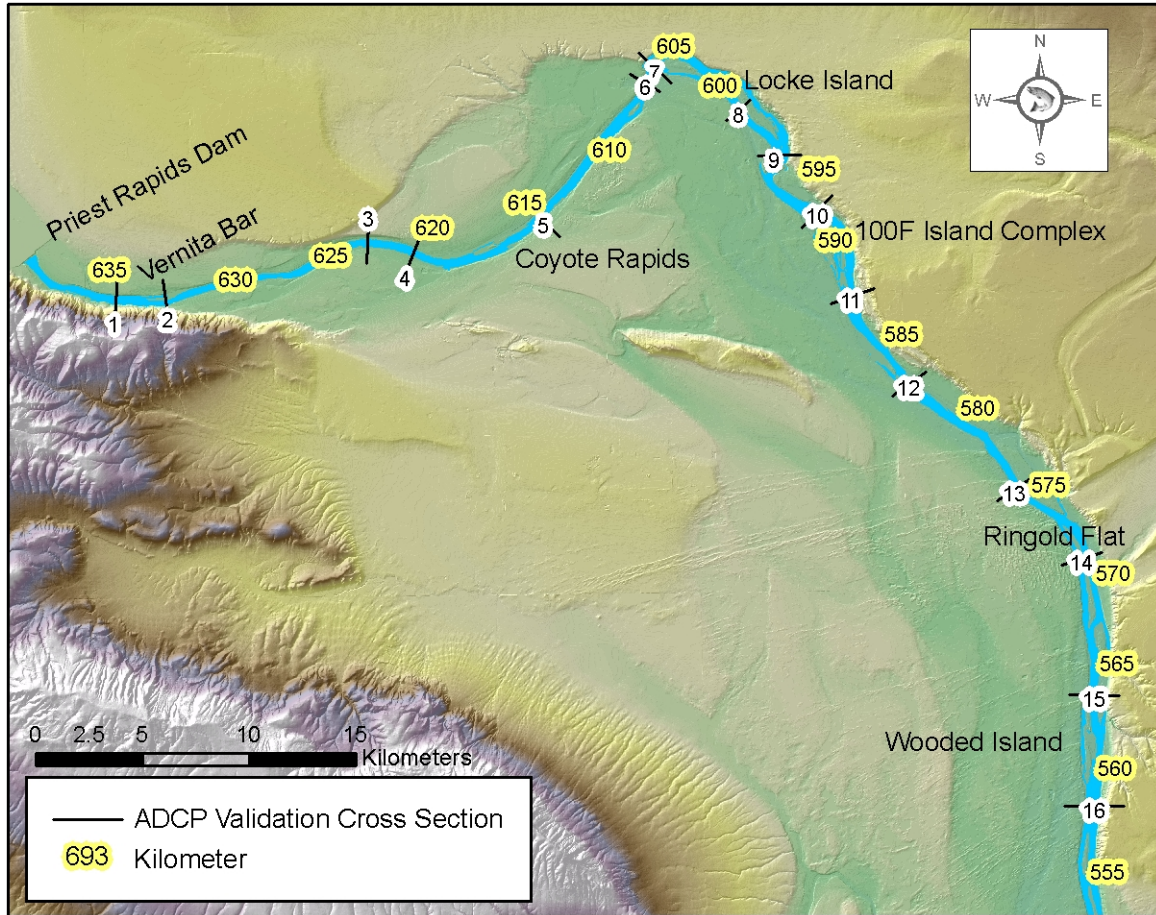 605
7
N
6
600
Locke Island
8
W
E
610
S
9
595
Priest Rapids Dam
3
615
10
Vernita Bar
620
5
590
100F Island Complex
635
625
Coyote Rapids
630
4
11
1
2
585
12
580
13
575
Ringold Flat
14
570
565
15
0 2.5 5 10 15
Kilometers
Wooded Island
560
16
ADCP Validation Cross Section
693 Kilometer
555